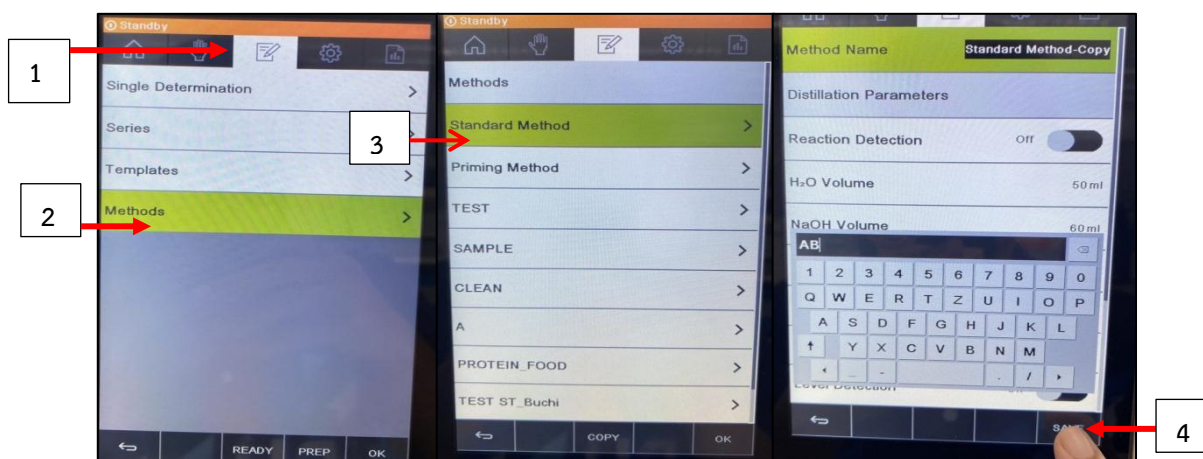 1
2
3
4
Standby
Single Determination
Series
Templates
Methods
READY PREP OK
Standby
Methods
Standard Method
Priming Method
TEST
SAMPLE
CLEAN
A
PROTEIN_FOOD
TEST ST_Buchi
COPY OK
Method Name Standard Method-Copy
Distillation Parameters
Reaction Detection Off
H₂O Volume 50 ml
NaOH Volume 60 ml
AB
1 2 3 4 5 6 7 8 9 0
Q W E R T Z U I O P
A S D F G H J K L
Y X C V B N M
_ - . /
Level Detection